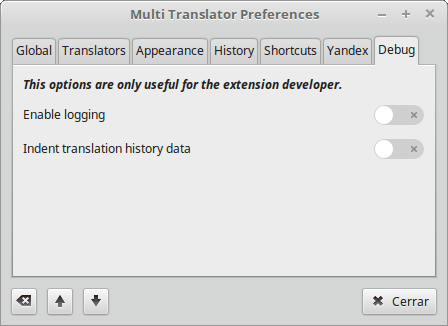 Multi Translator Preferences
Global Translators Appearance History Shortcuts Yandex Debug
This options are only useful for the extension developer.
Enable logging
Indent translation history data
Cerrar